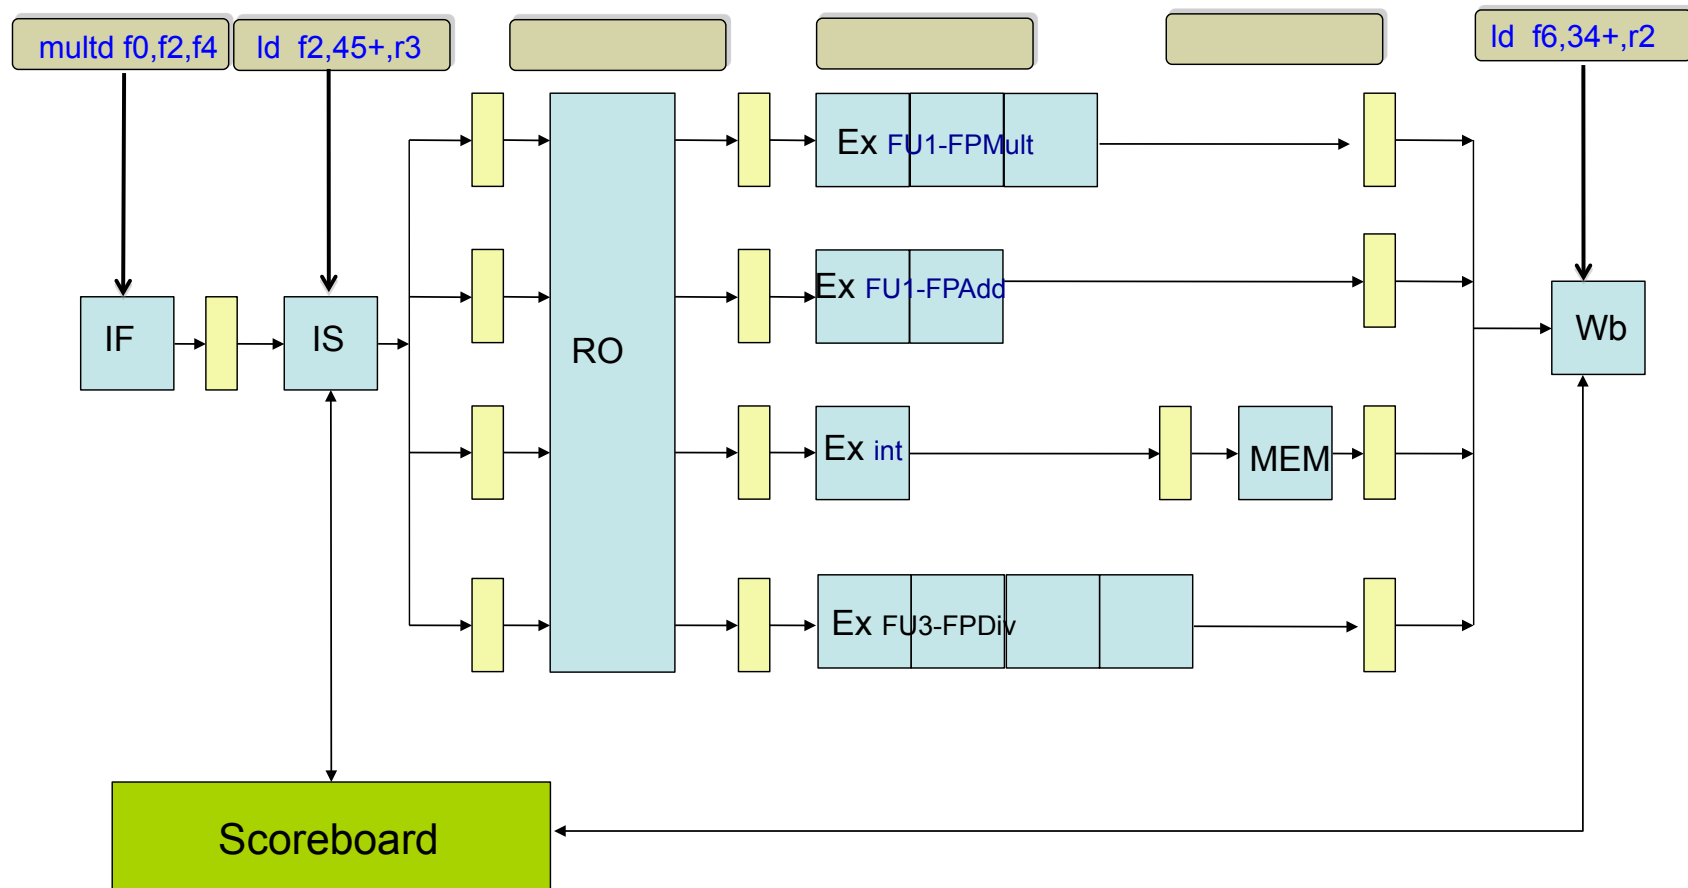 multd f0,f2,f4
ld  f2,45+,r3
ld  f6,34+,r2
Ex FU1-FPMult
Ex FU1-FPAdd
IF
IS
RO
Wb
Ex int
MEM
Ex FU3-FPDiv
Scoreboard